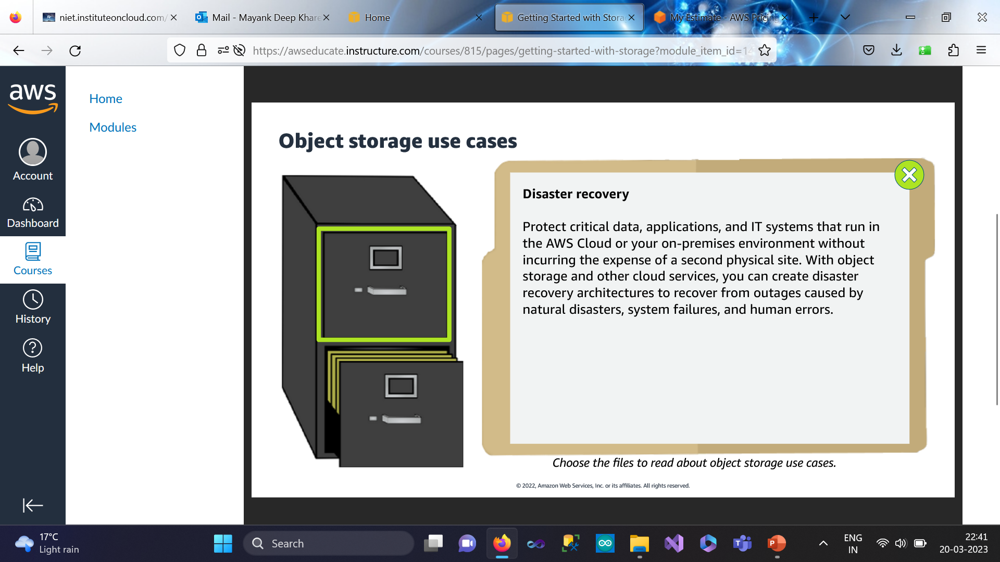 niet.instituteoncloud.com/
Mail - Mayank Deep Khare
Home
Getting Started with Stora
My Estimate - AWS Pricing
https://awseducate.instructure.com/courses/815/pages/getting-started-with-storage?module_item_id=14
aws
Account
Dashboard
Courses
History
Help
Home
Modules
Object storage use cases
Disaster recovery
Protect critical data, applications, and IT systems that run in
the AWS Cloud or your on-premises environment without
incurring the expense of a second physical site. With object
storage and other cloud services, you can create disaster
recovery architectures to recover from outages caused by
natural disasters, system failures, and human errors.
Choose the files to read about object storage use cases.
© 2022, Amazon Web Services, Inc. or its affiliates. All rights reserved.
17°C
Light rain
Search
ENG
IN
22:41
20-03-2023